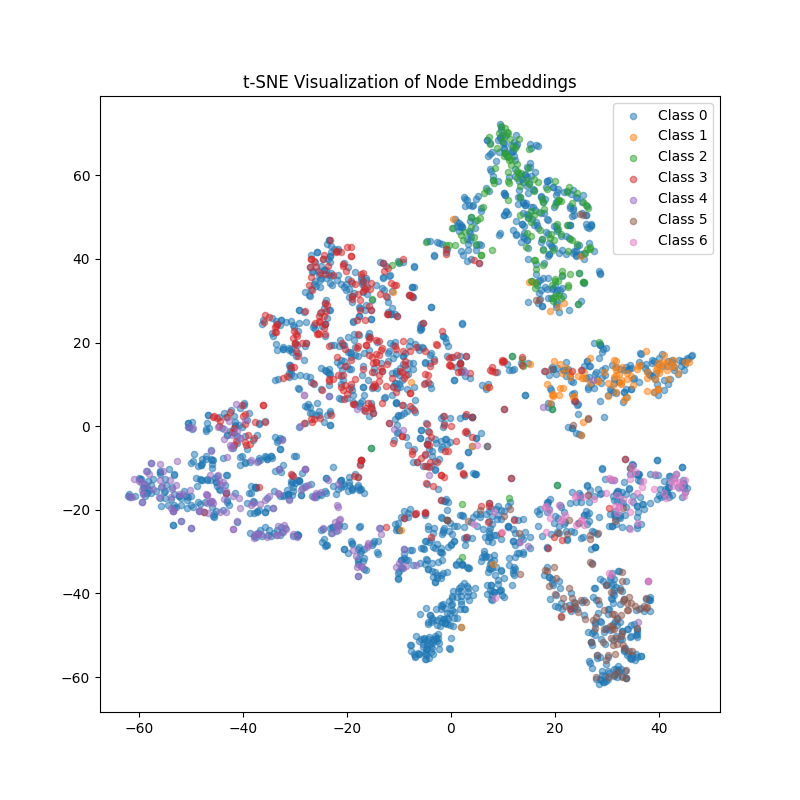 t-SNE Visualization of Node Embeddings
Class 0
Class 1
Class 2
Class 3
Class 4
Class 5
Class 6
60
40
20
0
−20
−40
−60
−60
−40
−20
0
20
40